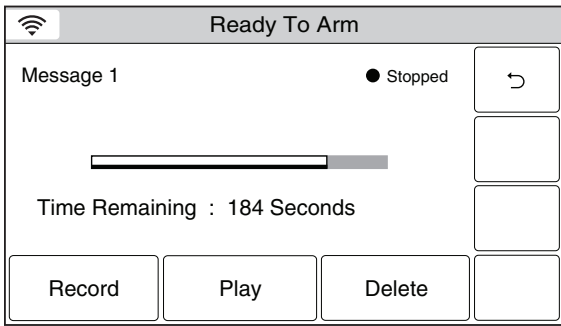 Ready To Arm
Message 1
Stopped
Time Remaining : 184 Seconds
Record
Play
Delete